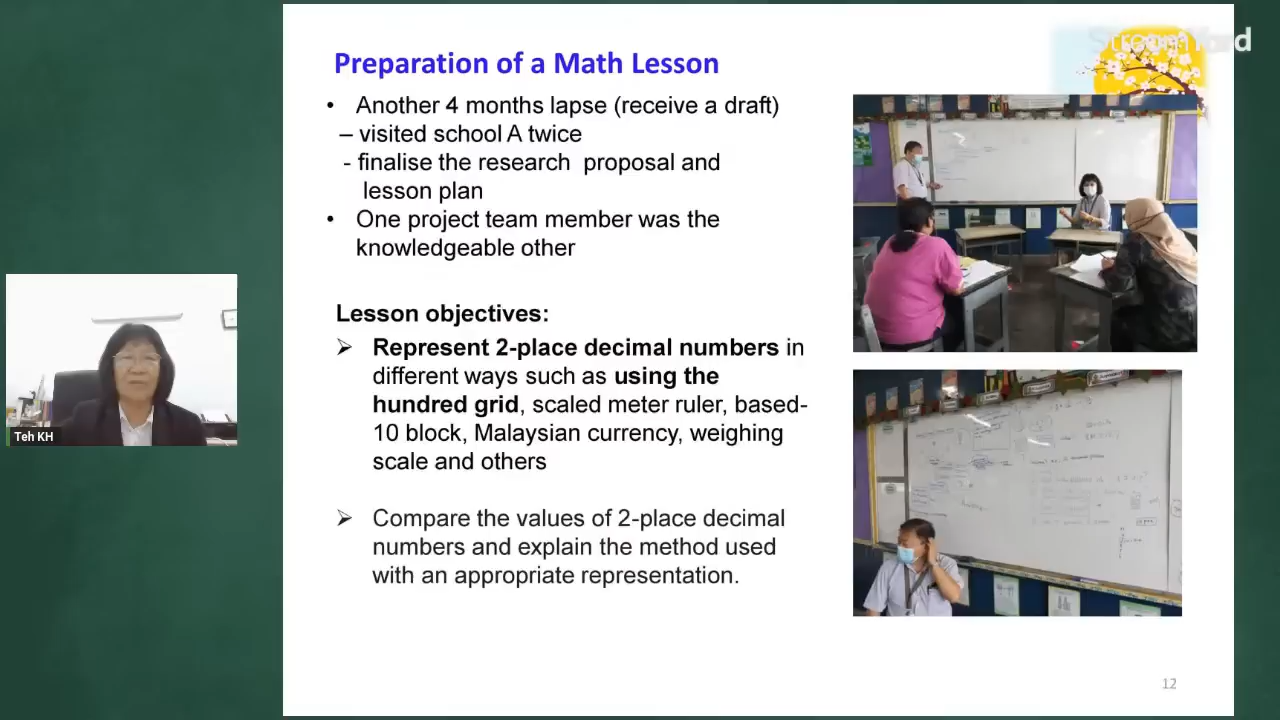 Preparation of a Math Lesson
• Another 4 months lapse (receive a draft)
– visited school A twice
- finalise the research proposal and
lesson plan
• One project team member was the
knowledgeable other
Lesson objectives:
➢ Represent 2-place decimal numbers in
different ways such as using the
hundred grid, scaled meter ruler, based-
10 block, Malaysian currency, weighing
scale and others
➢ Compare the values of 2-place decimal
numbers and explain the method used
with an appropriate representation.
Teh KH
12